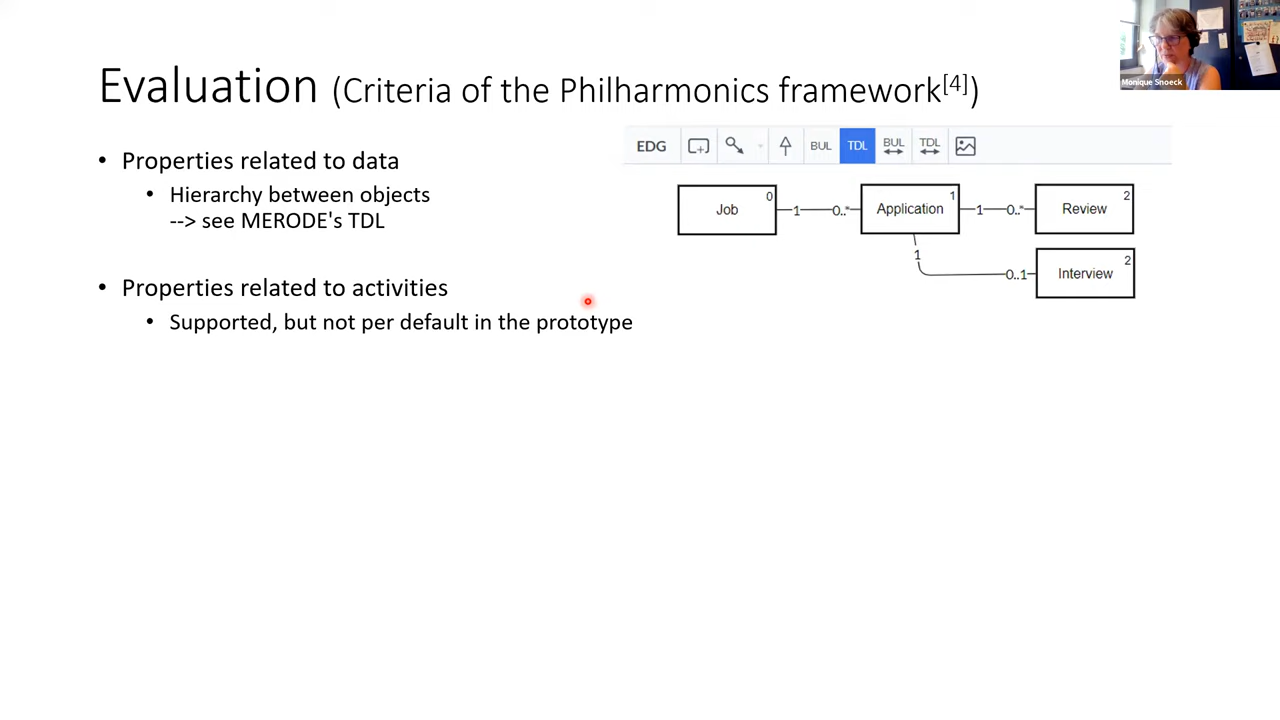 Evaluation (Criteria of the Philharmonics framework[4])
Monique Snoeck
• Properties related to data
• Hierarchy between objects
--> see MERODE's TDL
• Properties related to activities
• Supported, but not per default in the prototype
EDG BUL TDL BUL TDL
Job 0 1 0..* Application 1 1 0..* Review 2
1 0..1 Interview 2